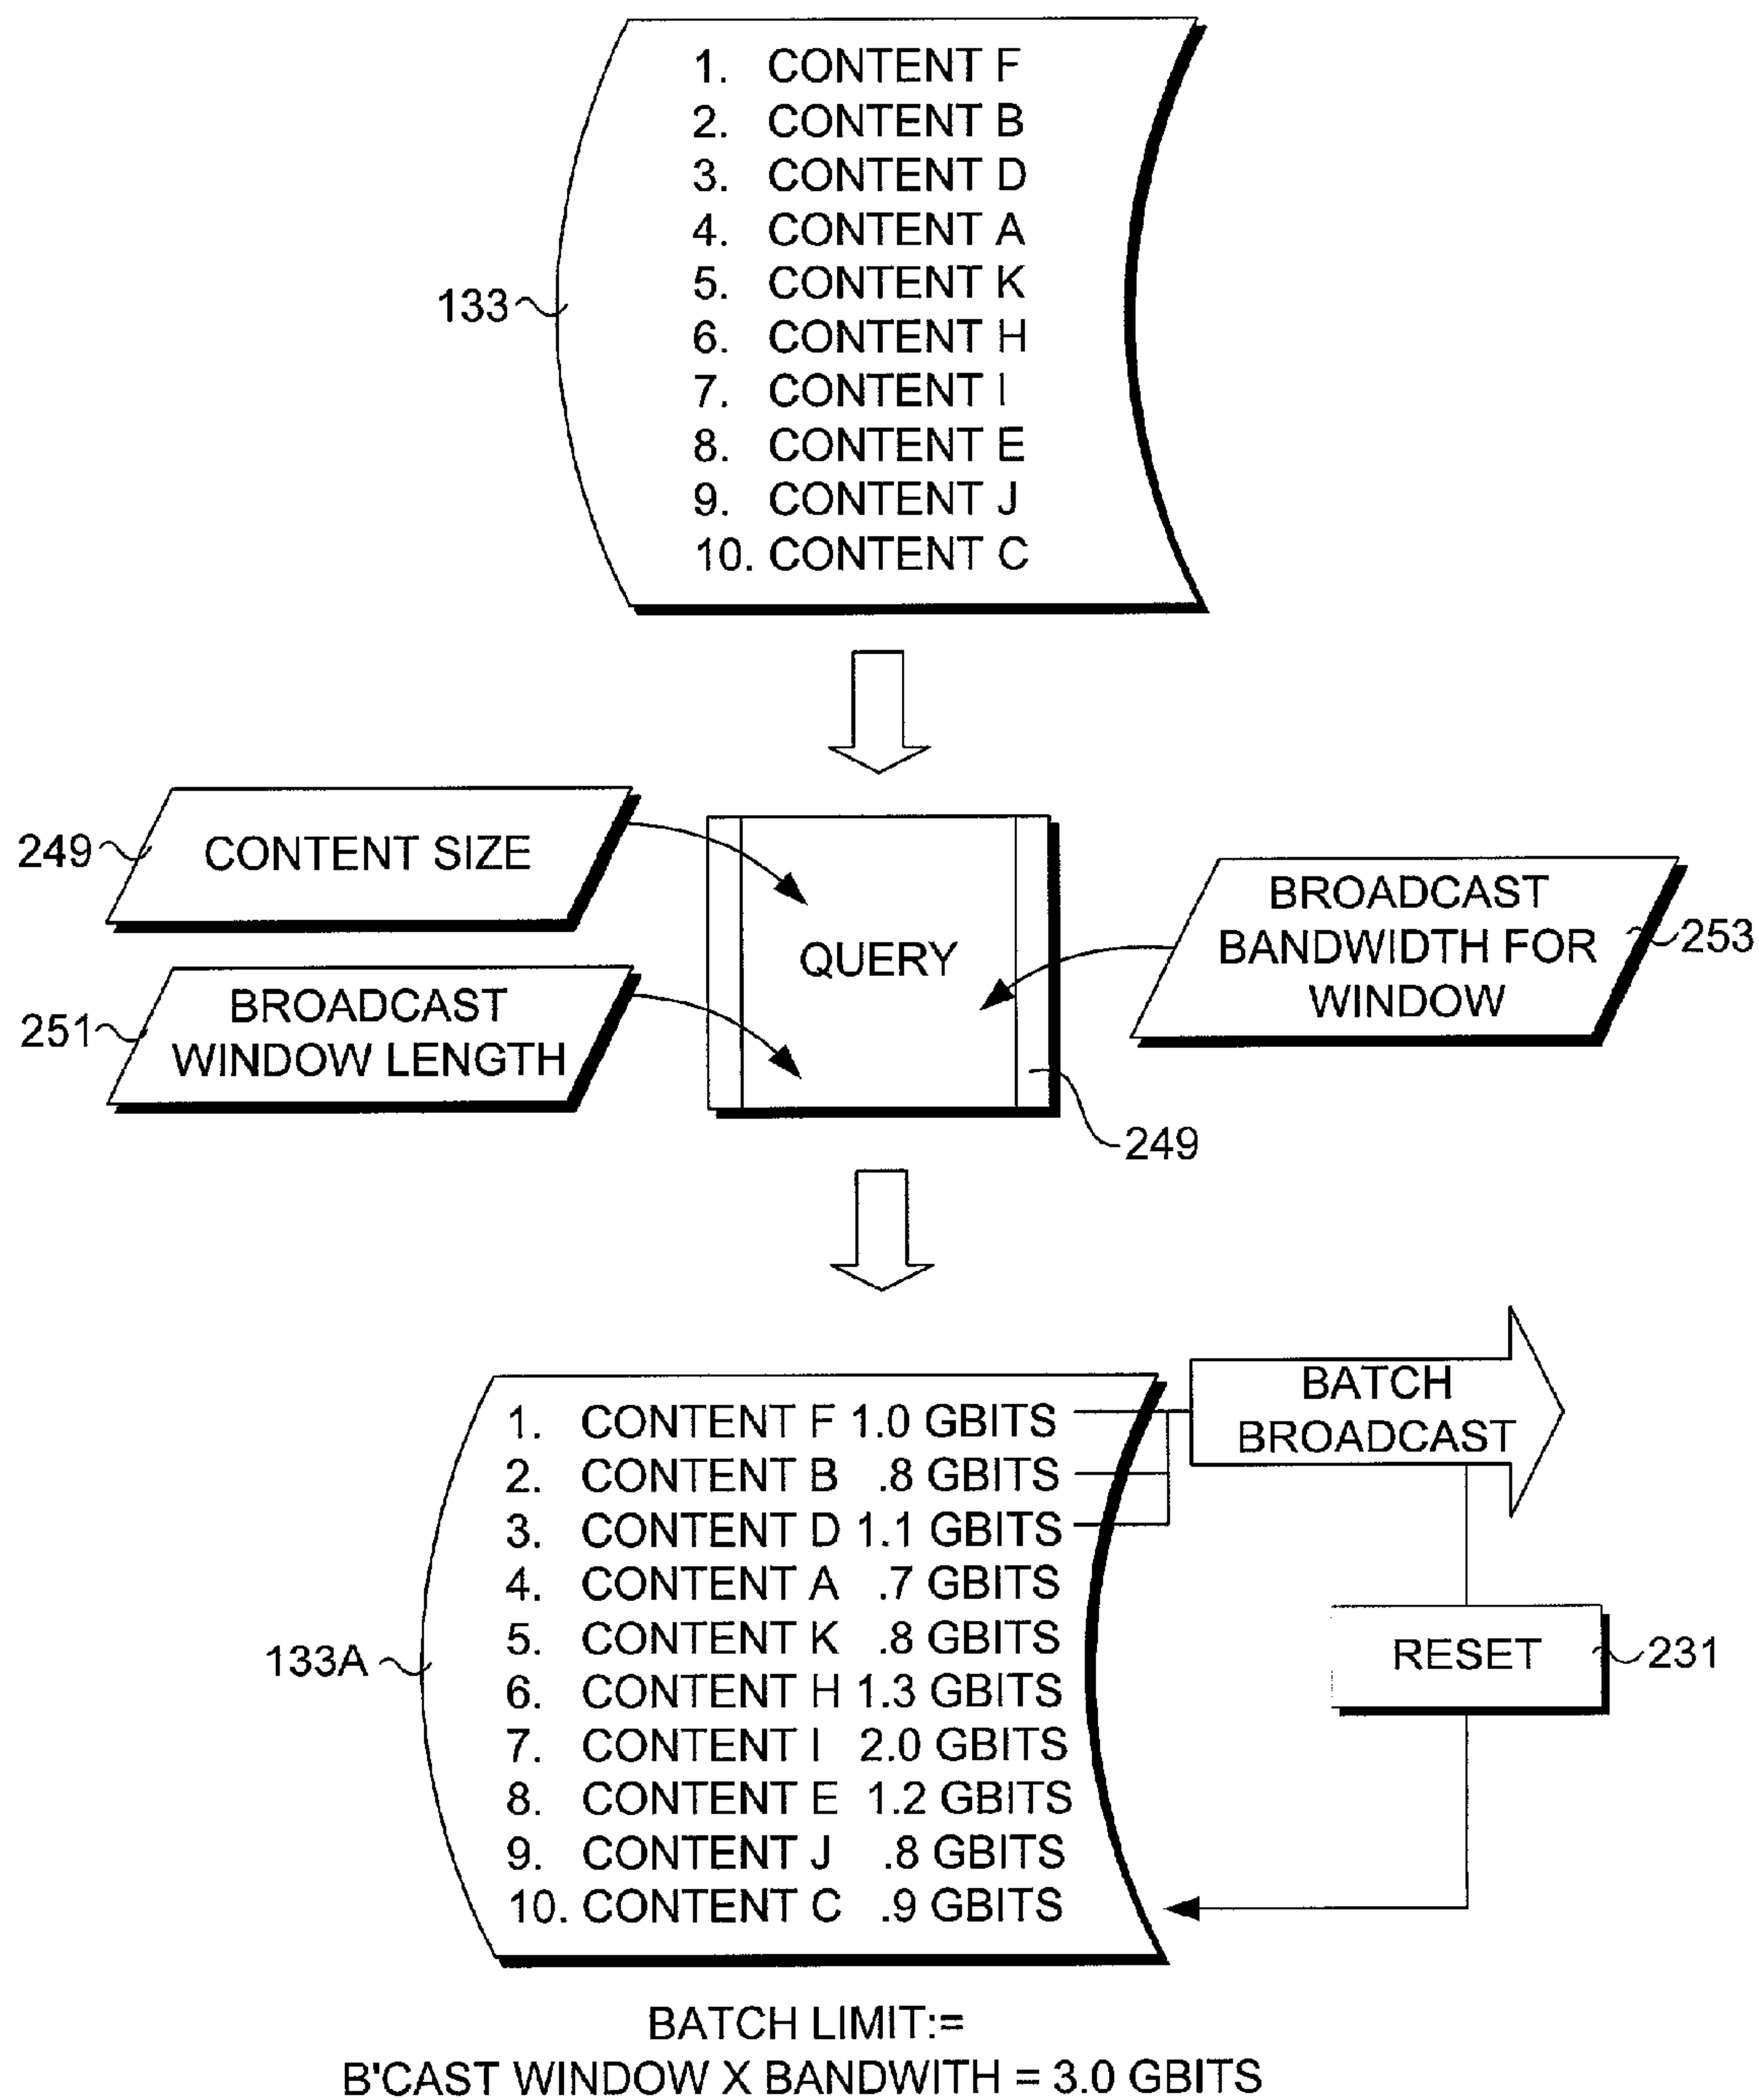 1. CONTENT F
2. CONTENT B
3. CONTENT D
4. CONTENT A
5. CONTENT K
6. CONTENT H
7. CONTENT I
8. CONTENT E
9. CONTENT J
10. CONTENT C
133
249
CONTENT SIZE
251
BROADCAST
WINDOW LENGTH
QUERY
249
BROADCAST
BANDWIDTH FOR
WINDOW
253
1. CONTENT F 1.0 GBITS
2. CONTENT B .8 GBITS
3. CONTENT D 1.1 GBITS
4. CONTENT A .7 GBITS
5. CONTENT K .8 GBITS
6. CONTENT H 1.3 GBITS
7. CONTENT I 2.0 GBITS
8. CONTENT E 1.2 GBITS
9. CONTENT J .8 GBITS
10. CONTENT C .9 GBITS
133A
BATCH
BROADCAST
RESET
231
BATCH LIMIT:=
B'CAST WINDOW X BANDWITH = 3.0 GBITS